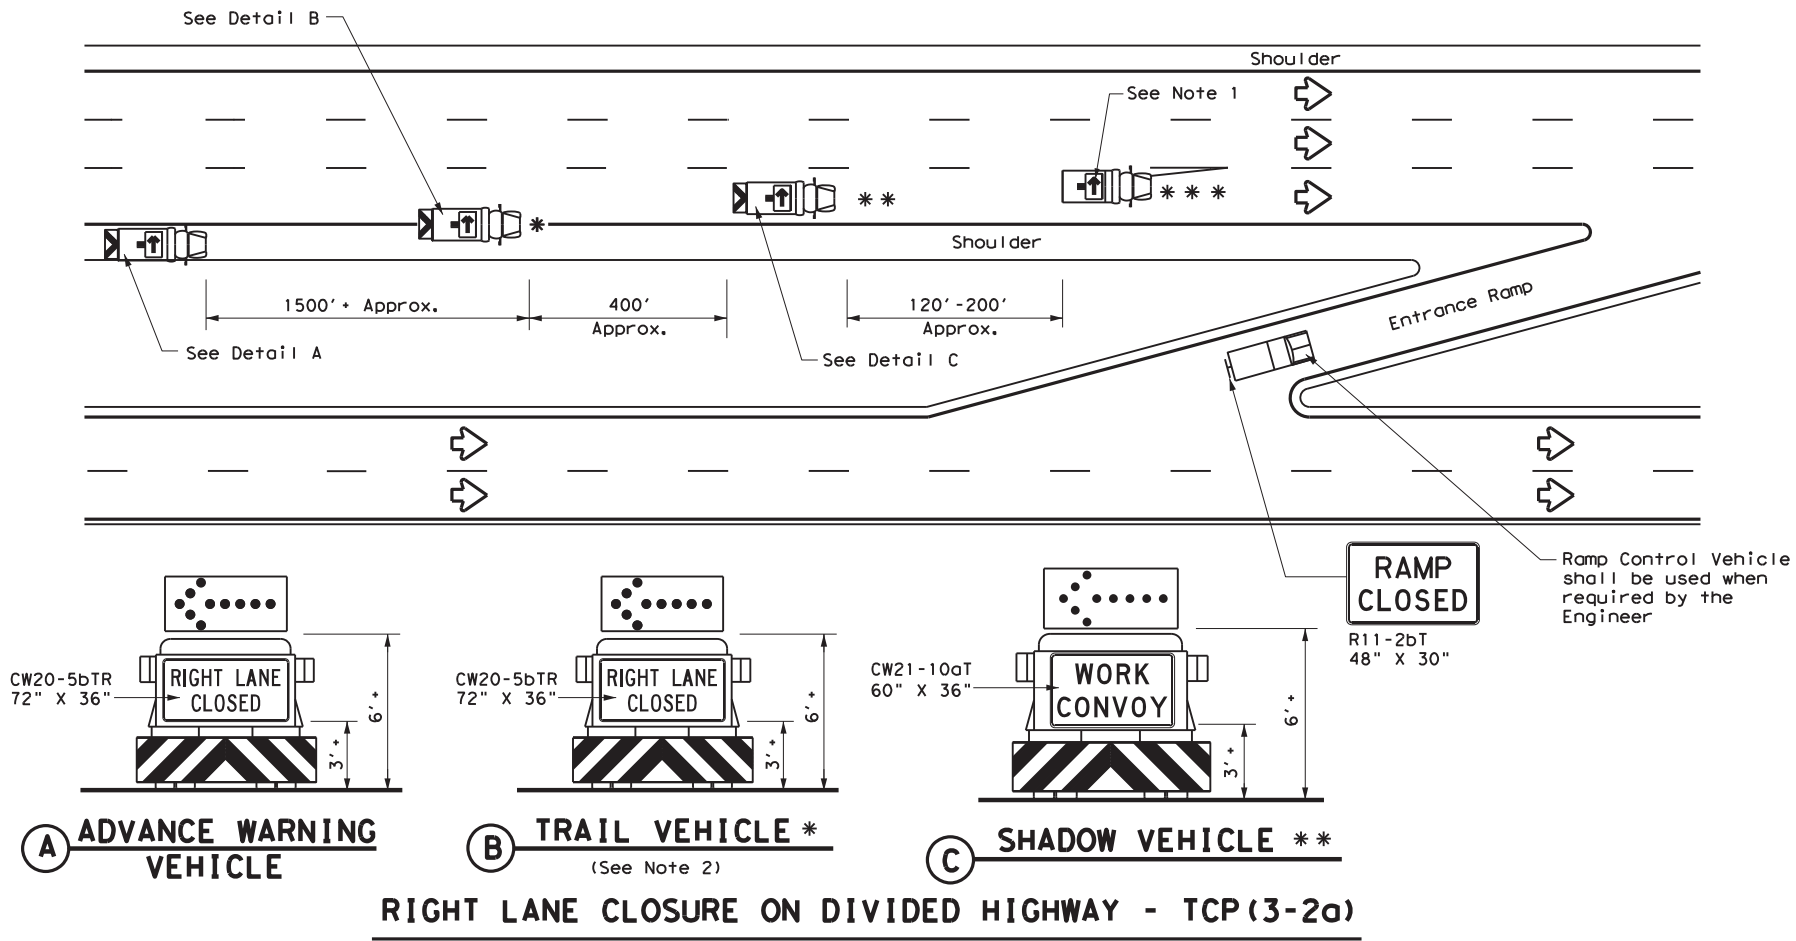 See Detail B
Shoulder
See Note 1
*
* *
* * *
Shoulder
1500'+ Approx.
400'
Approx.
120'-200'
Approx.
See Detail A
See Detail C
Entrance Ramp
RAMP
CLOSED
R11-2bT
48" X 30"
Ramp Control Vehicle
shall be used when
required by the
Engineer
CW20-5bTR
72" X 36"
RIGHT LANE
CLOSED
6'+
3'+
A ADVANCE WARNING
VEHICLE
CW20-5bTR
72" X 36"
RIGHT LANE
CLOSED
6'+
3'+
B TRAIL VEHICLE *
(See Note 2)
CW21-10aT
60" X 36"
WORK
CONVOY
6'+
3'+
C SHADOW VEHICLE * *
RIGHT LANE CLOSURE ON DIVIDED HIGHWAY - TCP(3-2a)